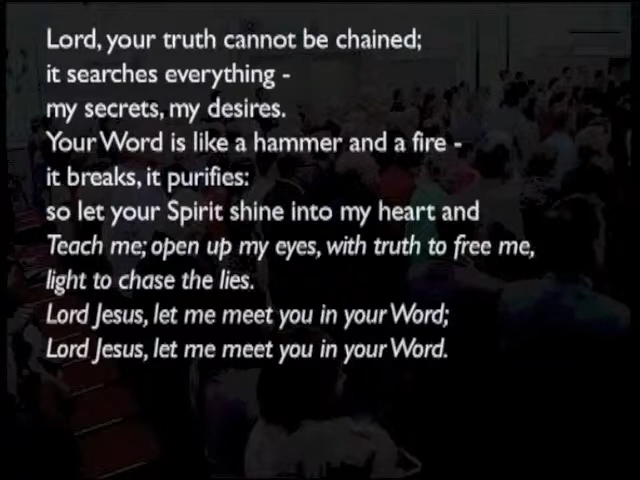 Lord, your truth cannot be chained;
it searches everything -
my secrets, my desires.
Your Word is like a hammer and a fire -
it breaks, it purifies:
so let your Spirit shine into my heart and
Teach me; open up my eyes, with truth to free me,
light to chase the lies.
Lord Jesus, let me meet you in your Word;
Lord Jesus, let me meet you in your Word.